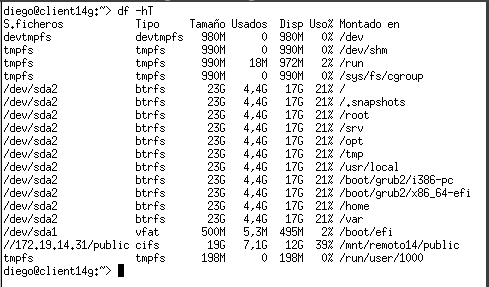 diego@client14g:~> df -hT
S.ficheros Tipo Tamaño Usados Disp Uso% Montado en
devtmpfs devtmpfs 980M 0 980M 0% /dev
tmpfs tmpfs 990M 0 990M 0% /dev/shm
tmpfs tmpfs 990M 18M 972M 2% /run
tmpfs tmpfs 990M 0 990M 0% /sys/fs/cgroup
/dev/sda2 btrfs 23G 4,4G 17G 21% /
/dev/sda2 btrfs 23G 4,4G 17G 21% /.snapshots
/dev/sda2 btrfs 23G 4,4G 17G 21% /root
/dev/sda2 btrfs 23G 4,4G 17G 21% /srv
/dev/sda2 btrfs 23G 4,4G 17G 21% /opt
/dev/sda2 btrfs 23G 4,4G 17G 21% /tmp
/dev/sda2 btrfs 23G 4,4G 17G 21% /usr/local
/dev/sda2 btrfs 23G 4,4G 17G 21% /boot/grub2/i386-pc
/dev/sda2 btrfs 23G 4,4G 17G 21% /boot/grub2/x86_64-efi
/dev/sda2 btrfs 23G 4,4G 17G 21% /home
/dev/sda2 btrfs 23G 4,4G 17G 21% /var
/dev/sda1 vfat 500M 5,3M 495M 2% /boot/efi
//172.19.14.31/public cifs 19G 7,1G 12G 39% /mnt/remoto14/public
tmpfs tmpfs 198M 0 198M 0% /run/user/1000
diego@client14g:~>